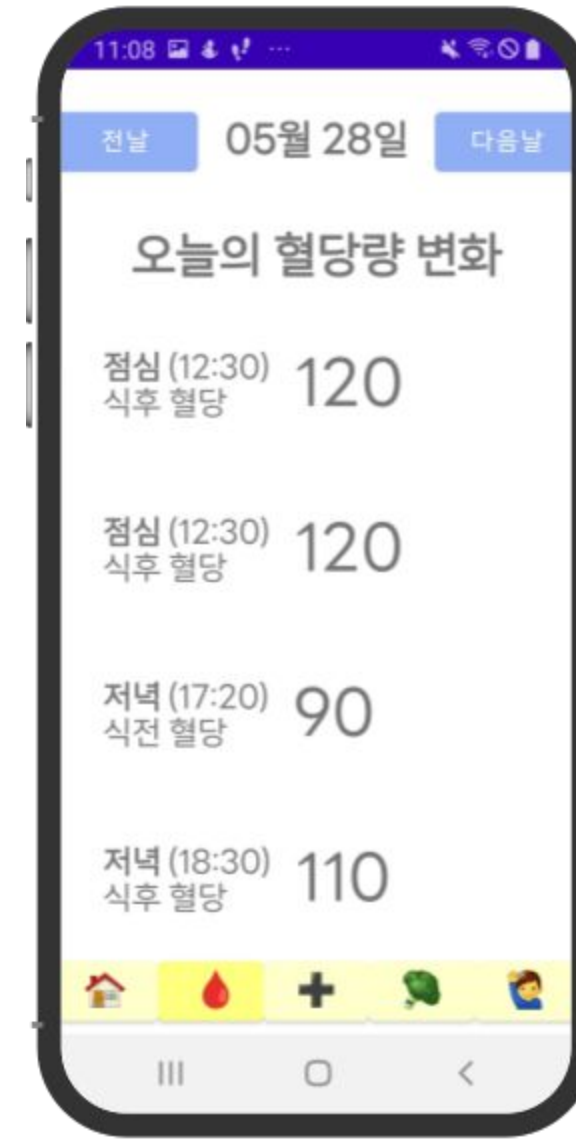 11:08
전날 05월 28일 다음날
오늘의 혈당량 변화
점심 (12:30)
식후 혈당
120
점심 (12:30)
식후 혈당
120
저녁 (17:20)
식전 혈당
90
저녁 (18:30)
식후 혈당
110